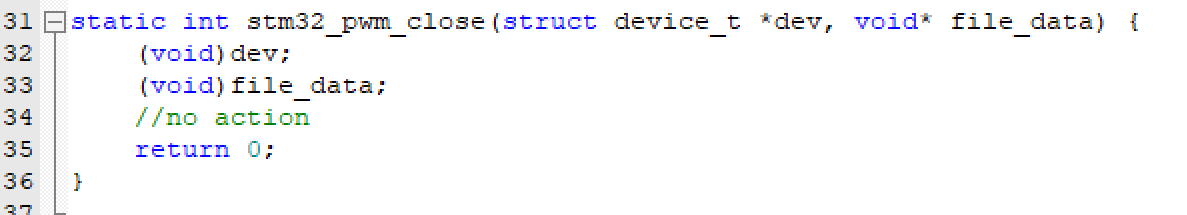 31 static int stm32_pwm_close(struct device_t *dev, void* file_data) {
32     (void)dev;
33     (void)file_data;
34     //no action
35     return 0;
36 }
37